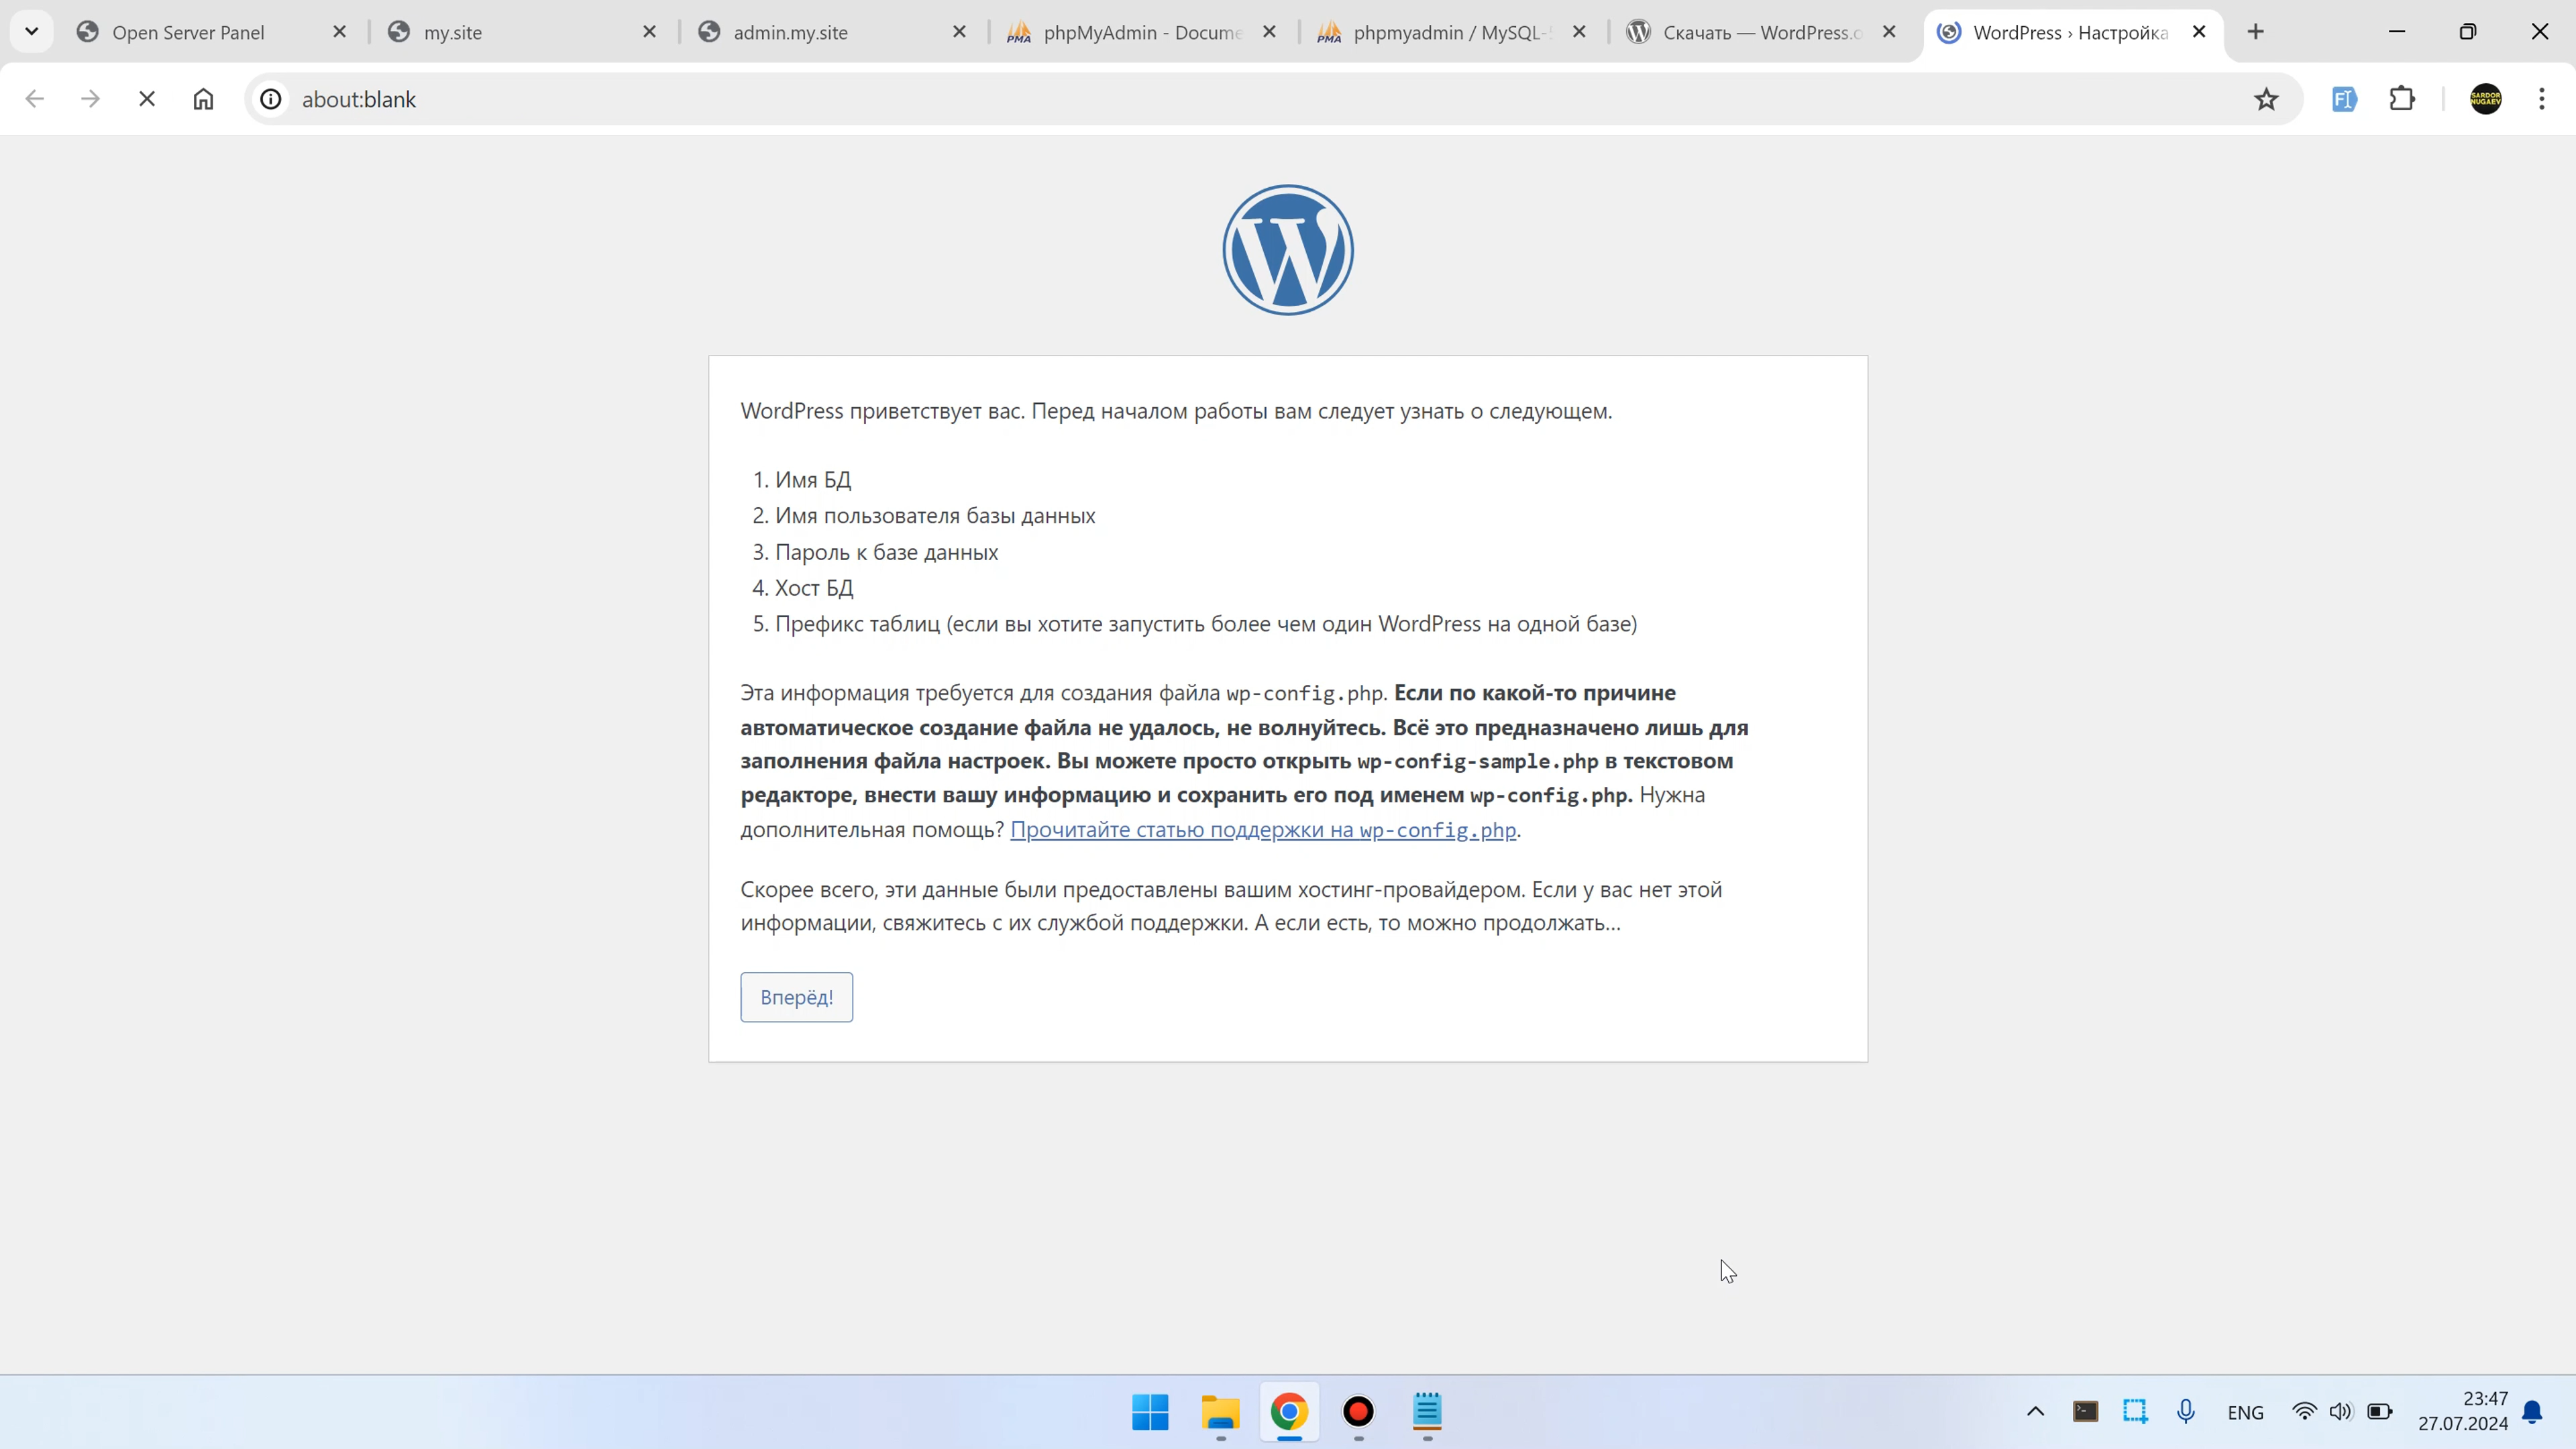 Open Server Panel
my.site
admin.my.site
phpMyAdmin - Docume
phpmyadmin / MySQL-
Скачать — WordPress.o
WordPress › Настройка
about:blank
SARDOR
NUGAEV
WordPress приветствует вас. Перед началом работы вам следует узнать о следующем.
1. Имя БД
2. Имя пользователя базы данных
3. Пароль к базе данных
4. Хост БД
5. Префикс таблиц (если вы хотите запустить более чем один WordPress на одной базе)
Эта информация требуется для создания файла wp-config.php. Если по какой-то причине
автоматическое создание файла не удалось, не волнуйтесь. Всё это предназначено лишь для
заполнения файла настроек. Вы можете просто открыть wp-config-sample.php в текстовом
редакторе, внести вашу информацию и сохранить его под именем wp-config.php. Нужна
дополнительная помощь? Прочитайте статью поддержки на wp-config.php.
Скорее всего, эти данные были предоставлены вашим хостинг-провайдером. Если у вас нет этой
информации, свяжитесь с их службой поддержки. А если есть, то можно продолжать...
Вперёд!
ENG
23:47
27.07.2024